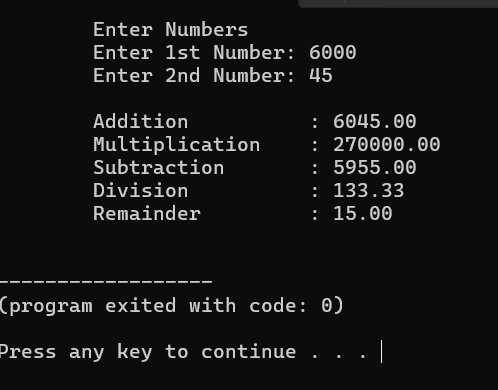 Enter Numbers
Enter 1st Number: 6000
Enter 2nd Number: 45
Addition : 6045.00
Multiplication : 270000.00
Subtraction : 5955.00
Division : 133.33
Remainder : 15.00
------------------
(program exited with code: 0)
Press any key to continue . . .